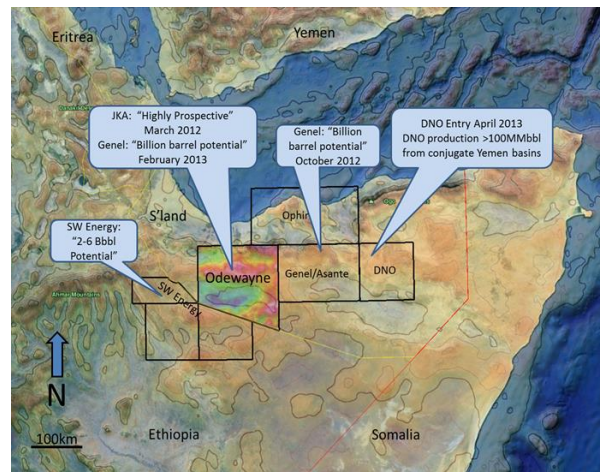 Eritrea
Yemen
JKA: "Highly Prospective"
March 2012
Genel: "Billion barrel potential"
February 2013
Genel: "Billion
barrel potential"
October 2012
DNO Entry April 2013
DNO production >100MMbbl
from conjugate Yemen basins
S'land
Ophir
SW Energy:
"2-6 Bbbl
Potential"
Odewayne
Genel/Asante
DNO
SW Energy
Ahmar Mountains
N
100km
Ethiopia
Somalia